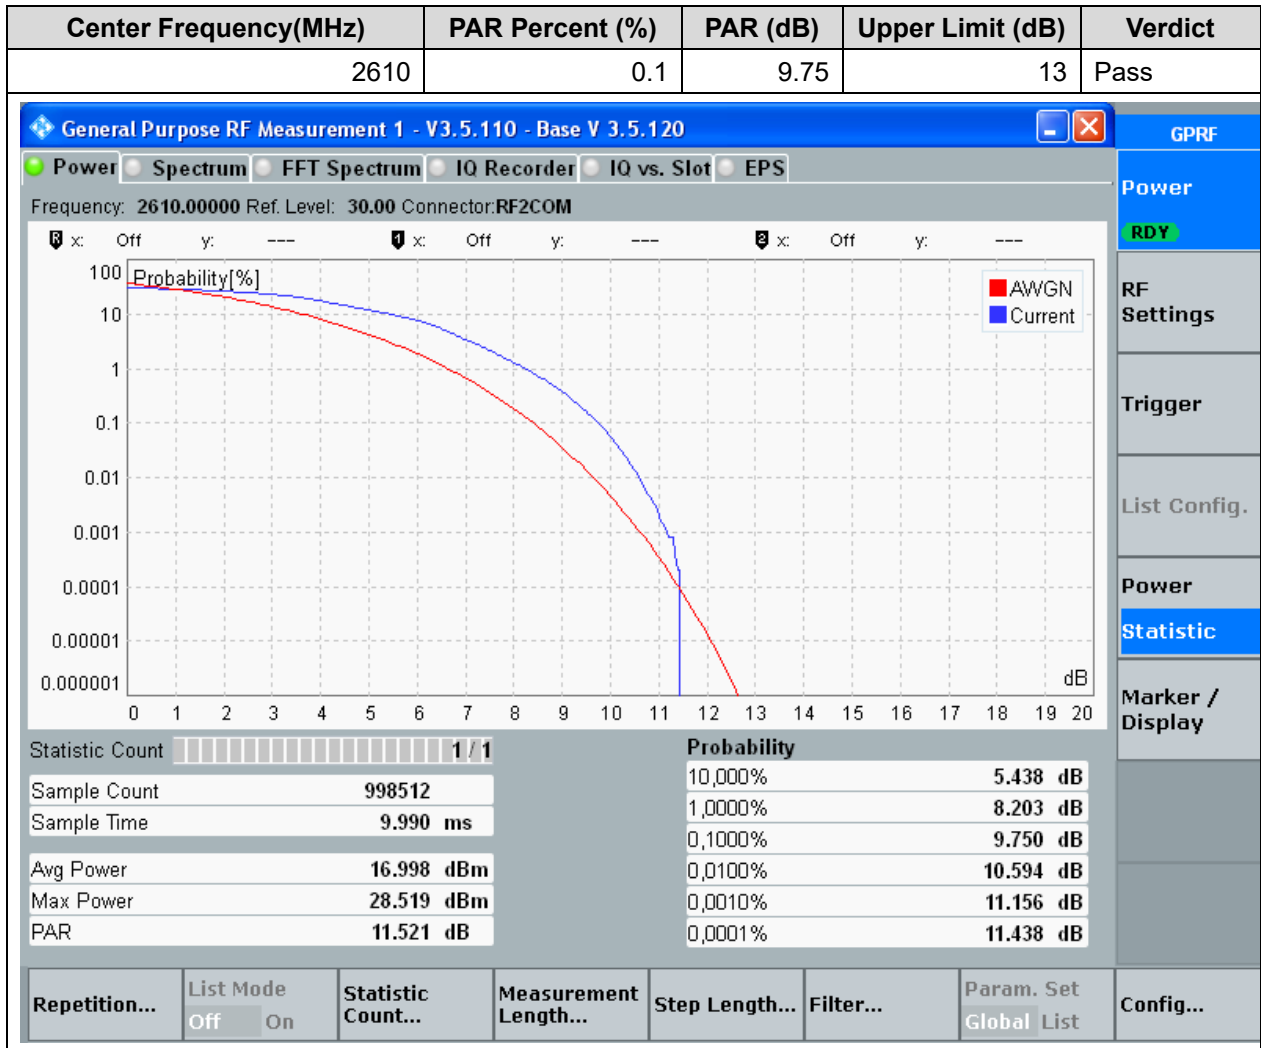 Center Frequency(MHz) PAR Percent (%) PAR (dB) Upper Limit (dB) Verdict
2610 0.1 9.75 13 Pass
General Purpose RF Measurement 1 - V3.5.110 - Base V 3.5.120
GPRF
Power Spectrum FFT Spectrum IQ Recorder IQ vs. Slot EPS
Power
RDY
Frequency: 2610.00000 Ref. Level: 30.00 Connector:RF2COM
R x: Off y: --- 1 x: Off y: --- 2 x: Off y: ---
Probability[%]
AWGN
Current
100
10
1
0.1
0.01
0.001
0.0001
0.00001
0.000001
dB
0 1 2 3 4 5 6 7 8 9 10 11 12 13 14 15 16 17 18 19 20
RF
Settings
Trigger
List Config.
Power
Statistic
Marker /
Display
Statistic Count 1 / 1
Sample Count 998512
Sample Time 9.990 ms
Avg Power 16.998 dBm
Max Power 28.519 dBm
PAR 11.521 dB
Probability
10,000% 5.438 dB
1,0000% 8.203 dB
0,1000% 9.750 dB
0,0100% 10.594 dB
0,0010% 11.156 dB
0,0001% 11.438 dB
Repetition...
List Mode
Off On
Statistic
Count...
Measurement
Length...
Step Length...
Filter...
Param. Set
Global List
Config...